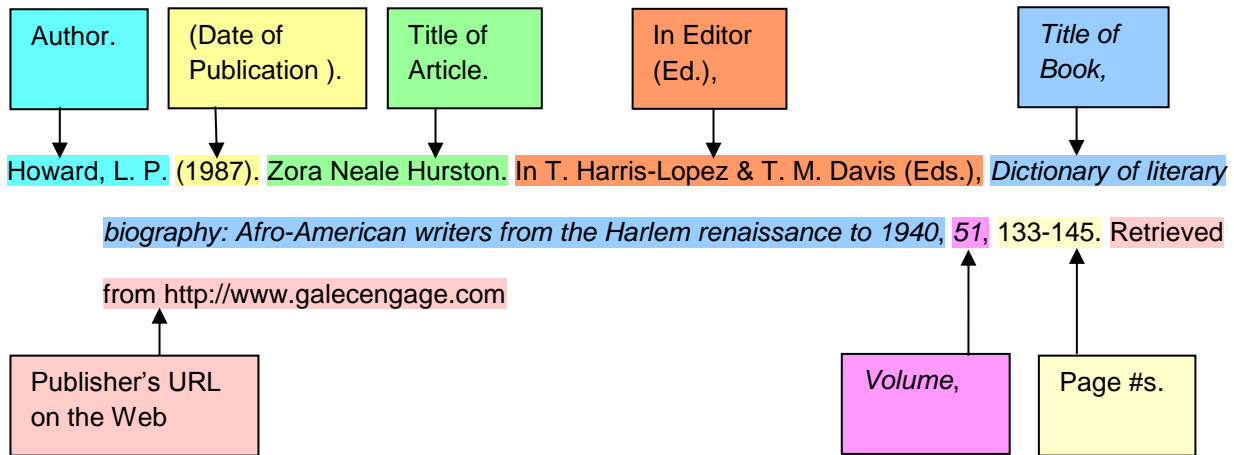 Author.
(Date of
Publication ).
Title of
Article.
In Editor
(Ed.),
Title of
Book,
Howard, L. P. (1987). Zora Neale Hurston. In T. Harris-Lopez & T. M. Davis (Eds.), Dictionary of literary
biography: Afro-American writers from the Harlem renaissance to 1940, 51, 133-145. Retrieved
from http://www.galecengage.com
Publisher's URL
on the Web
Volume,
Page #s.